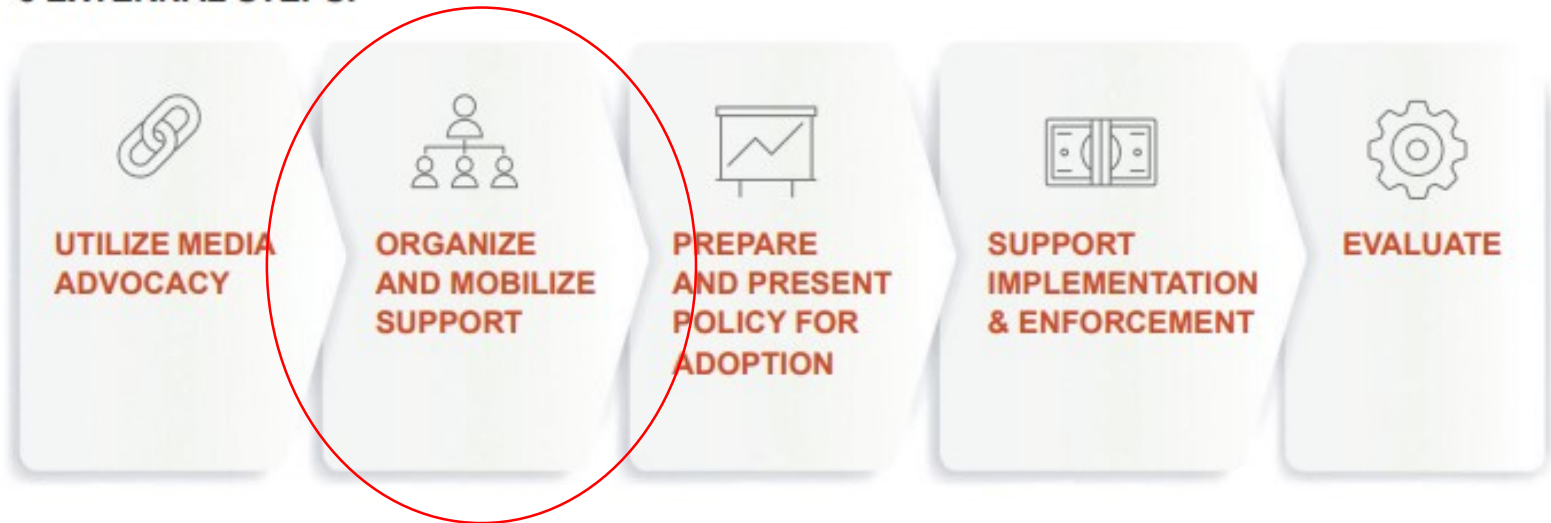 UTILIZE MEDIA
ADVOCACY
ORGANIZE
AND MOBILIZE
SUPPORT
PREPARE
AND PRESENT
POLICY FOR
ADOPTION
SUPPORT
IMPLEMENTATION
& ENFORCEMENT
EVALUATE